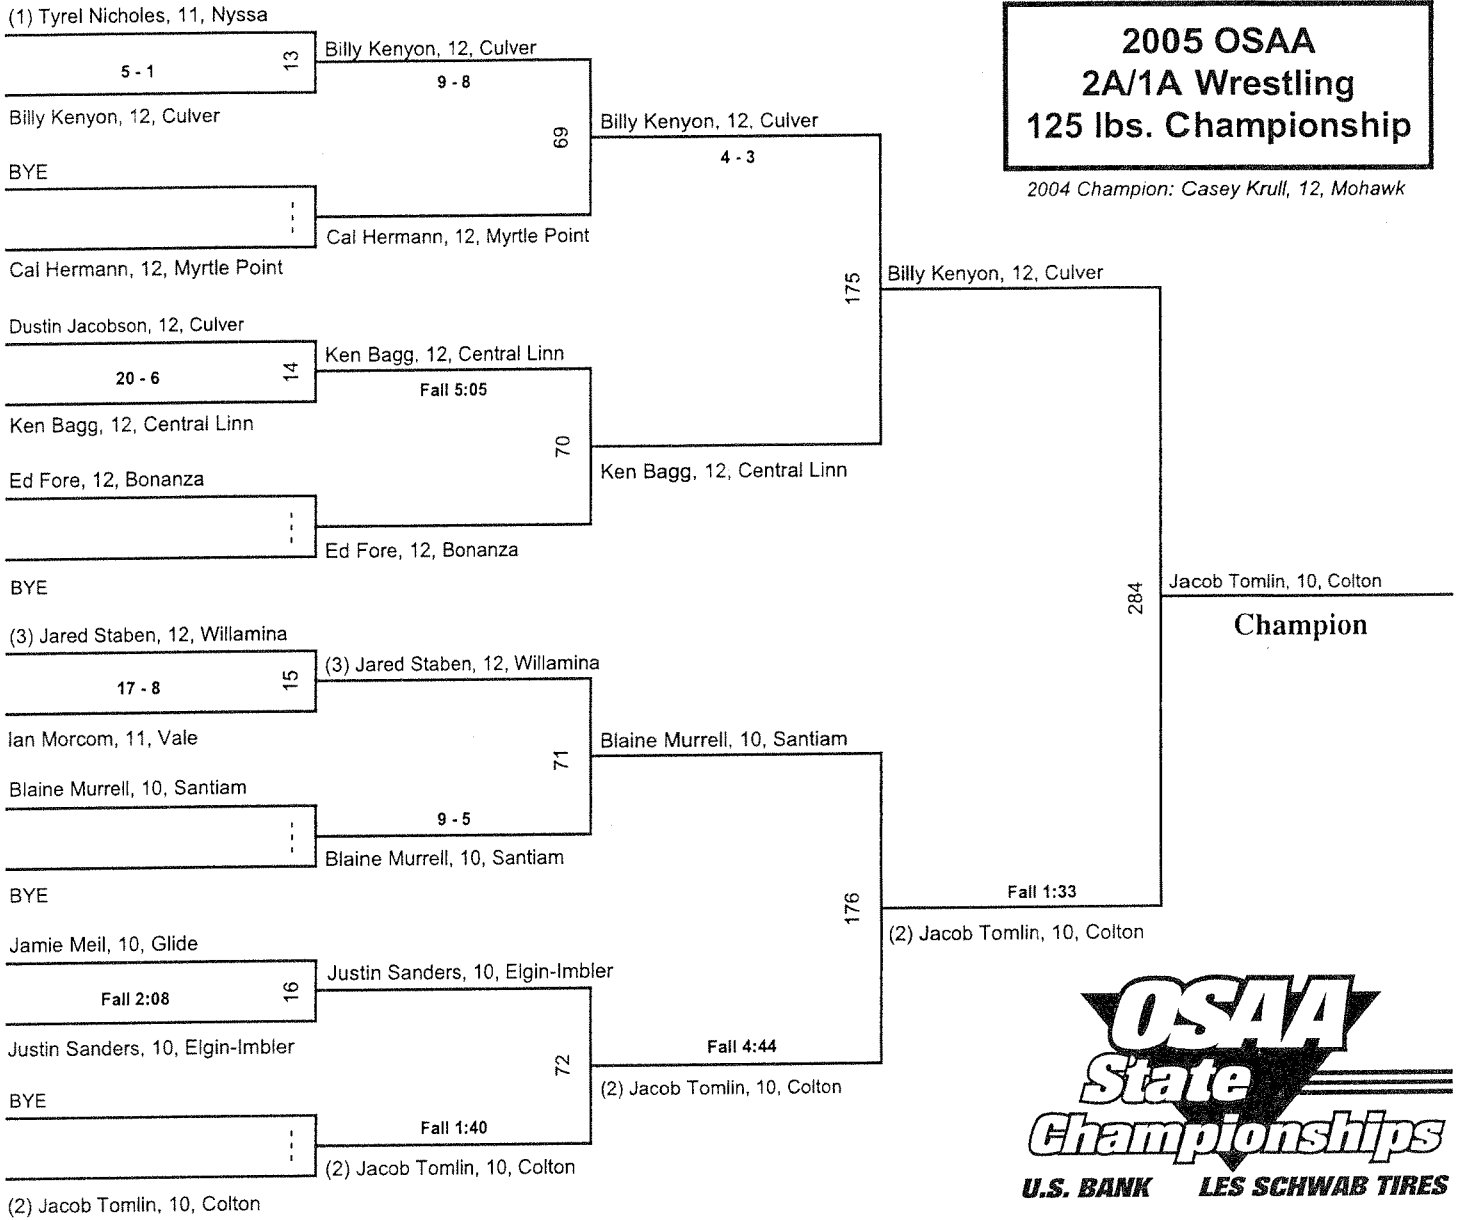 (1) Tyrel Nicholes, 11, Nyssa
5 - 1
13
Billy Kenyon, 12, Culver
BYE
Cal Hermann, 12, Myrtle Point
Dustin Jacobson, 12, Culver
20 - 6
14
Ken Bagg, 12, Central Linn
Ed Fore, 12, Bonanza
BYE
(3) Jared Staben, 12, Willamina
17 - 8
15
Ian Morcom, 11, Vale
Blaine Murrell, 10, Santiam
BYE
Jamie Meil, 10, Glide
Fall 2:08
16
Justin Sanders, 10, Elgin-Imbler
BYE
(2) Jacob Tomlin, 10, Colton
Billy Kenyon, 12, Culver
9 - 8
69
Cal Hermann, 12, Myrtle Point
Ken Bagg, 12, Central Linn
Fall 5:05
70
Ed Fore, 12, Bonanza
(3) Jared Staben, 12, Willamina
71
9 - 5
Blaine Murrell, 10, Santiam
Justin Sanders, 10, Elgin-Imbler
72
Fall 1:40
(2) Jacob Tomlin, 10, Colton
Billy Kenyon, 12, Culver
4 - 3
175
Ken Bagg, 12, Central Linn
Blaine Murrell, 10, Santiam
176
Fall 4:44
(2) Jacob Tomlin, 10, Colton
Billy Kenyon, 12, Culver
284
Fall 1:33
(2) Jacob Tomlin, 10, Colton
Jacob Tomlin, 10, Colton
Champion
2005 OSAA
2A/1A Wrestling
125 lbs. Championship
2004 Champion: Casey Krull, 12, Mohawk
OSAA
State
Championships
U.S. BANK LES SCHWAB TIRES